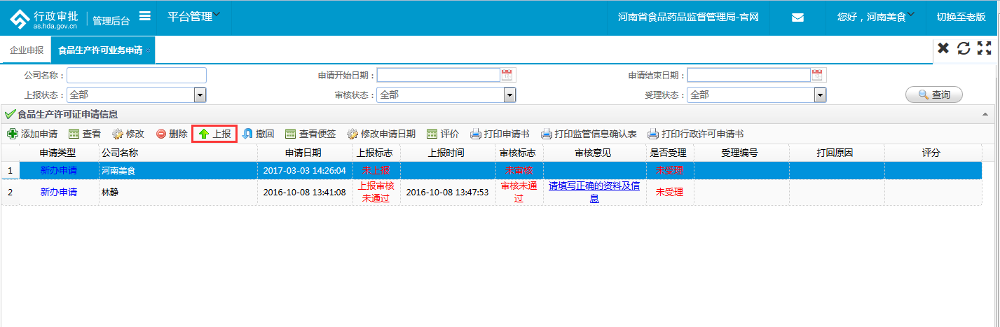 行政审批
as.hda.gov.cn
管理后台
平台管理
河南省食品药品监督管理局-官网
您好，河南美食
切换至老版
企业申报
食品生产许可业务申请
公司名称：
申请开始日期：
申请结束日期：
上报状态：全部
审核状态：全部
受理状态：全部
查询
食品生产许可证申请信息
添加申请 查看 修改 删除 上报 撤回 查看便签 修改申请日期 评价 打印申请书 打印监管信息确认表 打印行政许可申请书
申请类型 公司名称 申请日期 上报标志 上报时间 审核标志 审核意见 是否受理 受理编号 打回原因 评分
1 新办申请 河南美食 2017-03-03 14:26:04 未上报 未审核 未受理
2 新办申请 林静 2016-10-08 13:41:08 上报审核未通过 2016-10-08 13:47:53 审核未通过 请填写正确的资料及信息 未受理